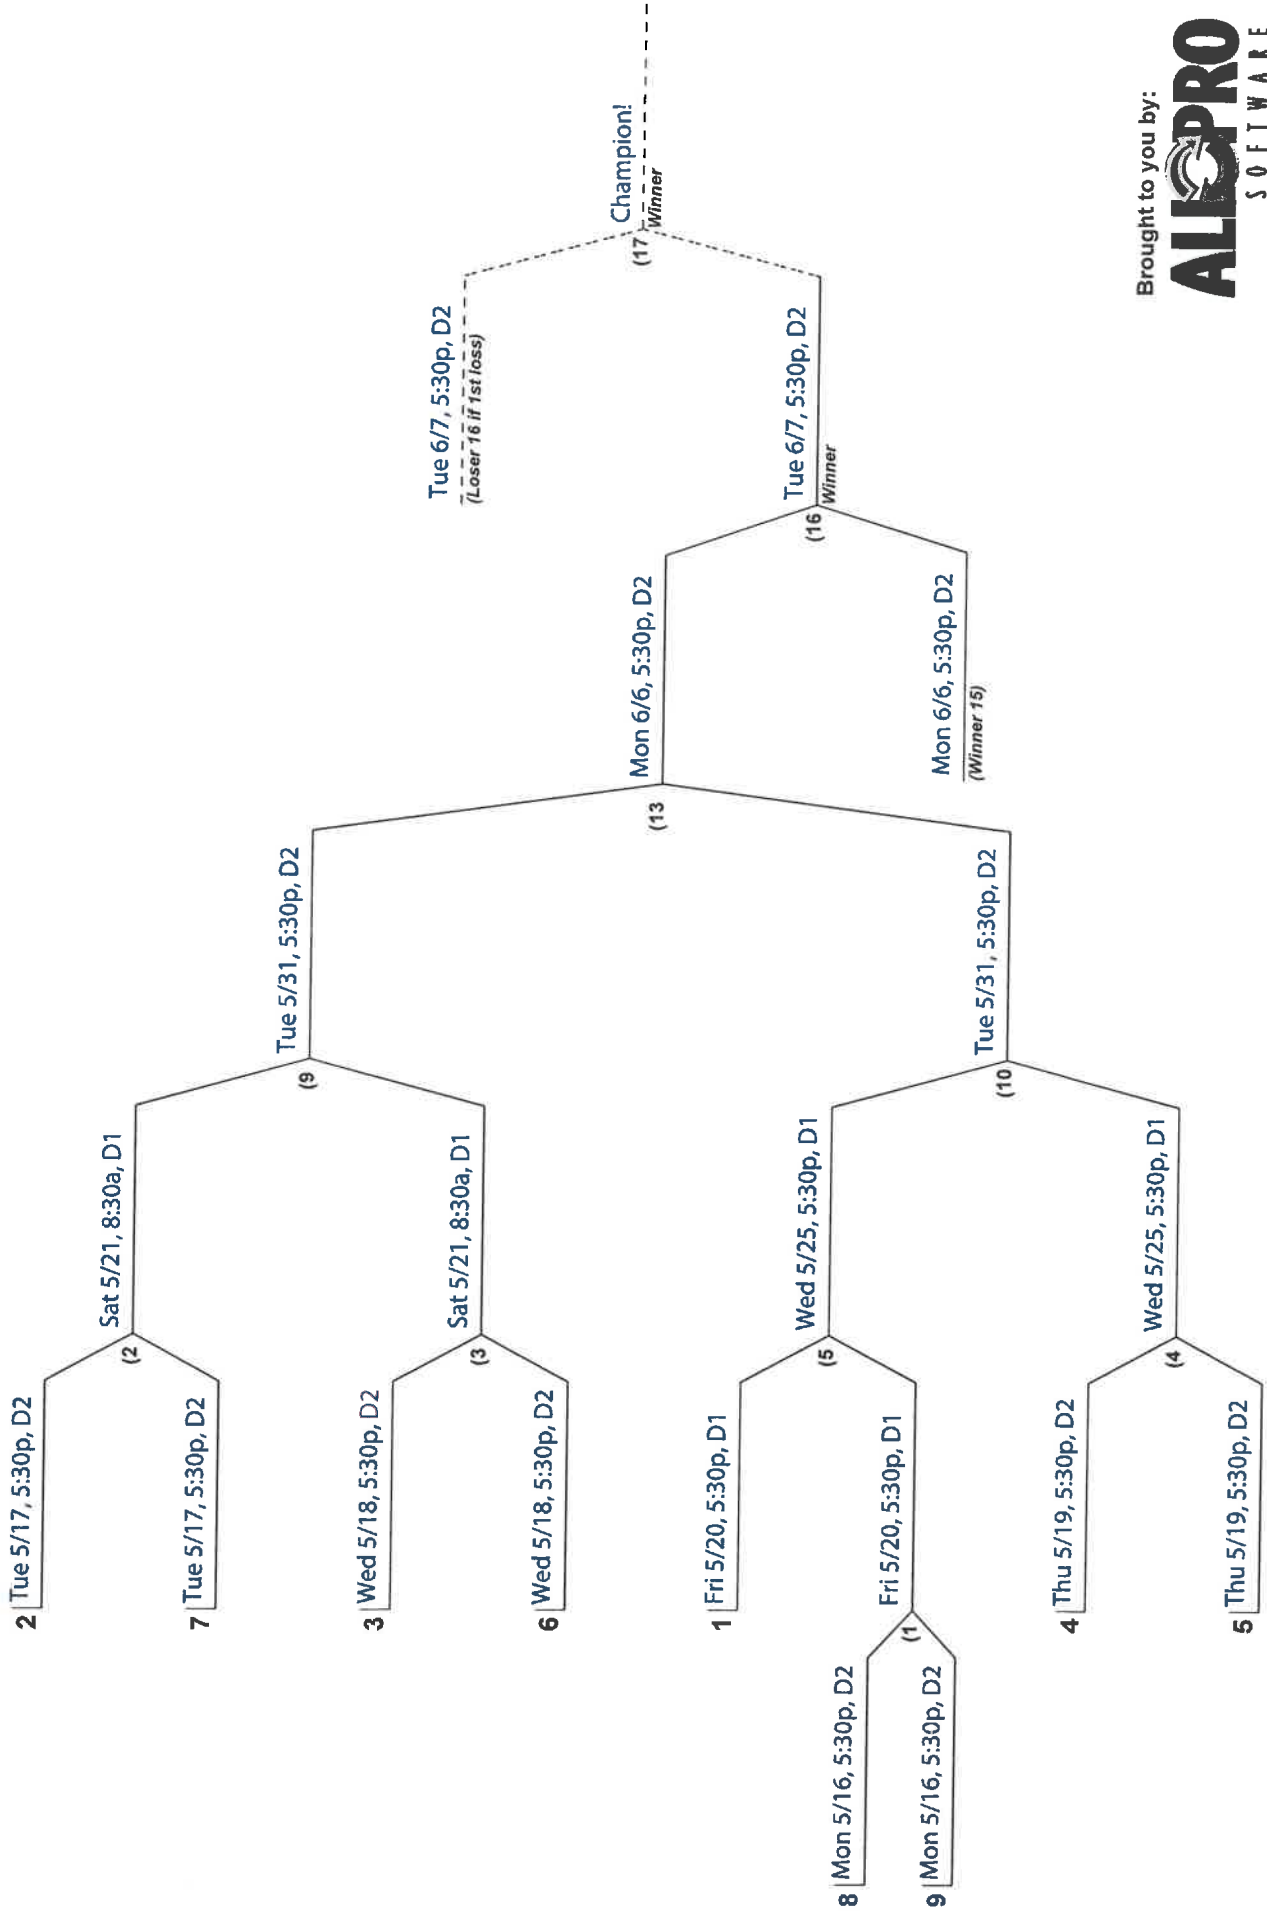 8 Mon 5/16, 5:30p, D2
9 Mon 5/16, 5:30p, D2
(1
2 Tue 5/17, 5:30p, D2
7 Tue 5/17, 5:30p, D2
3 Wed 5/18, 5:30p, D2
6 Wed 5/18, 5:30p, D2
1 Fri 5/20, 5:30p, D1
Fri 5/20, 5:30p, D1
4 Thu 5/19, 5:30p, D2
5 Thu 5/19, 5:30p, D2
(2
(3
(5
(4
Sat 5/21, 8:30a, D1
Sat 5/21, 8:30a, D1
Wed 5/25, 5:30p, D1
Wed 5/25, 5:30p, D1
(9
(10
Tue 5/31, 5:30p, D2
Tue 5/31, 5:30p, D2
(13
Mon 6/6, 5:30p, D2
Mon 6/6, 5:30p, D2
(Winner 15)
(16
Winner
Tue 6/7, 5:30p, D2
(Loser 16 if 1st loss)
Tue 6/7, 5:30p, D2
(17
Champion!
Winner
Brought to you by:
ALL PRO
SOFTWARE